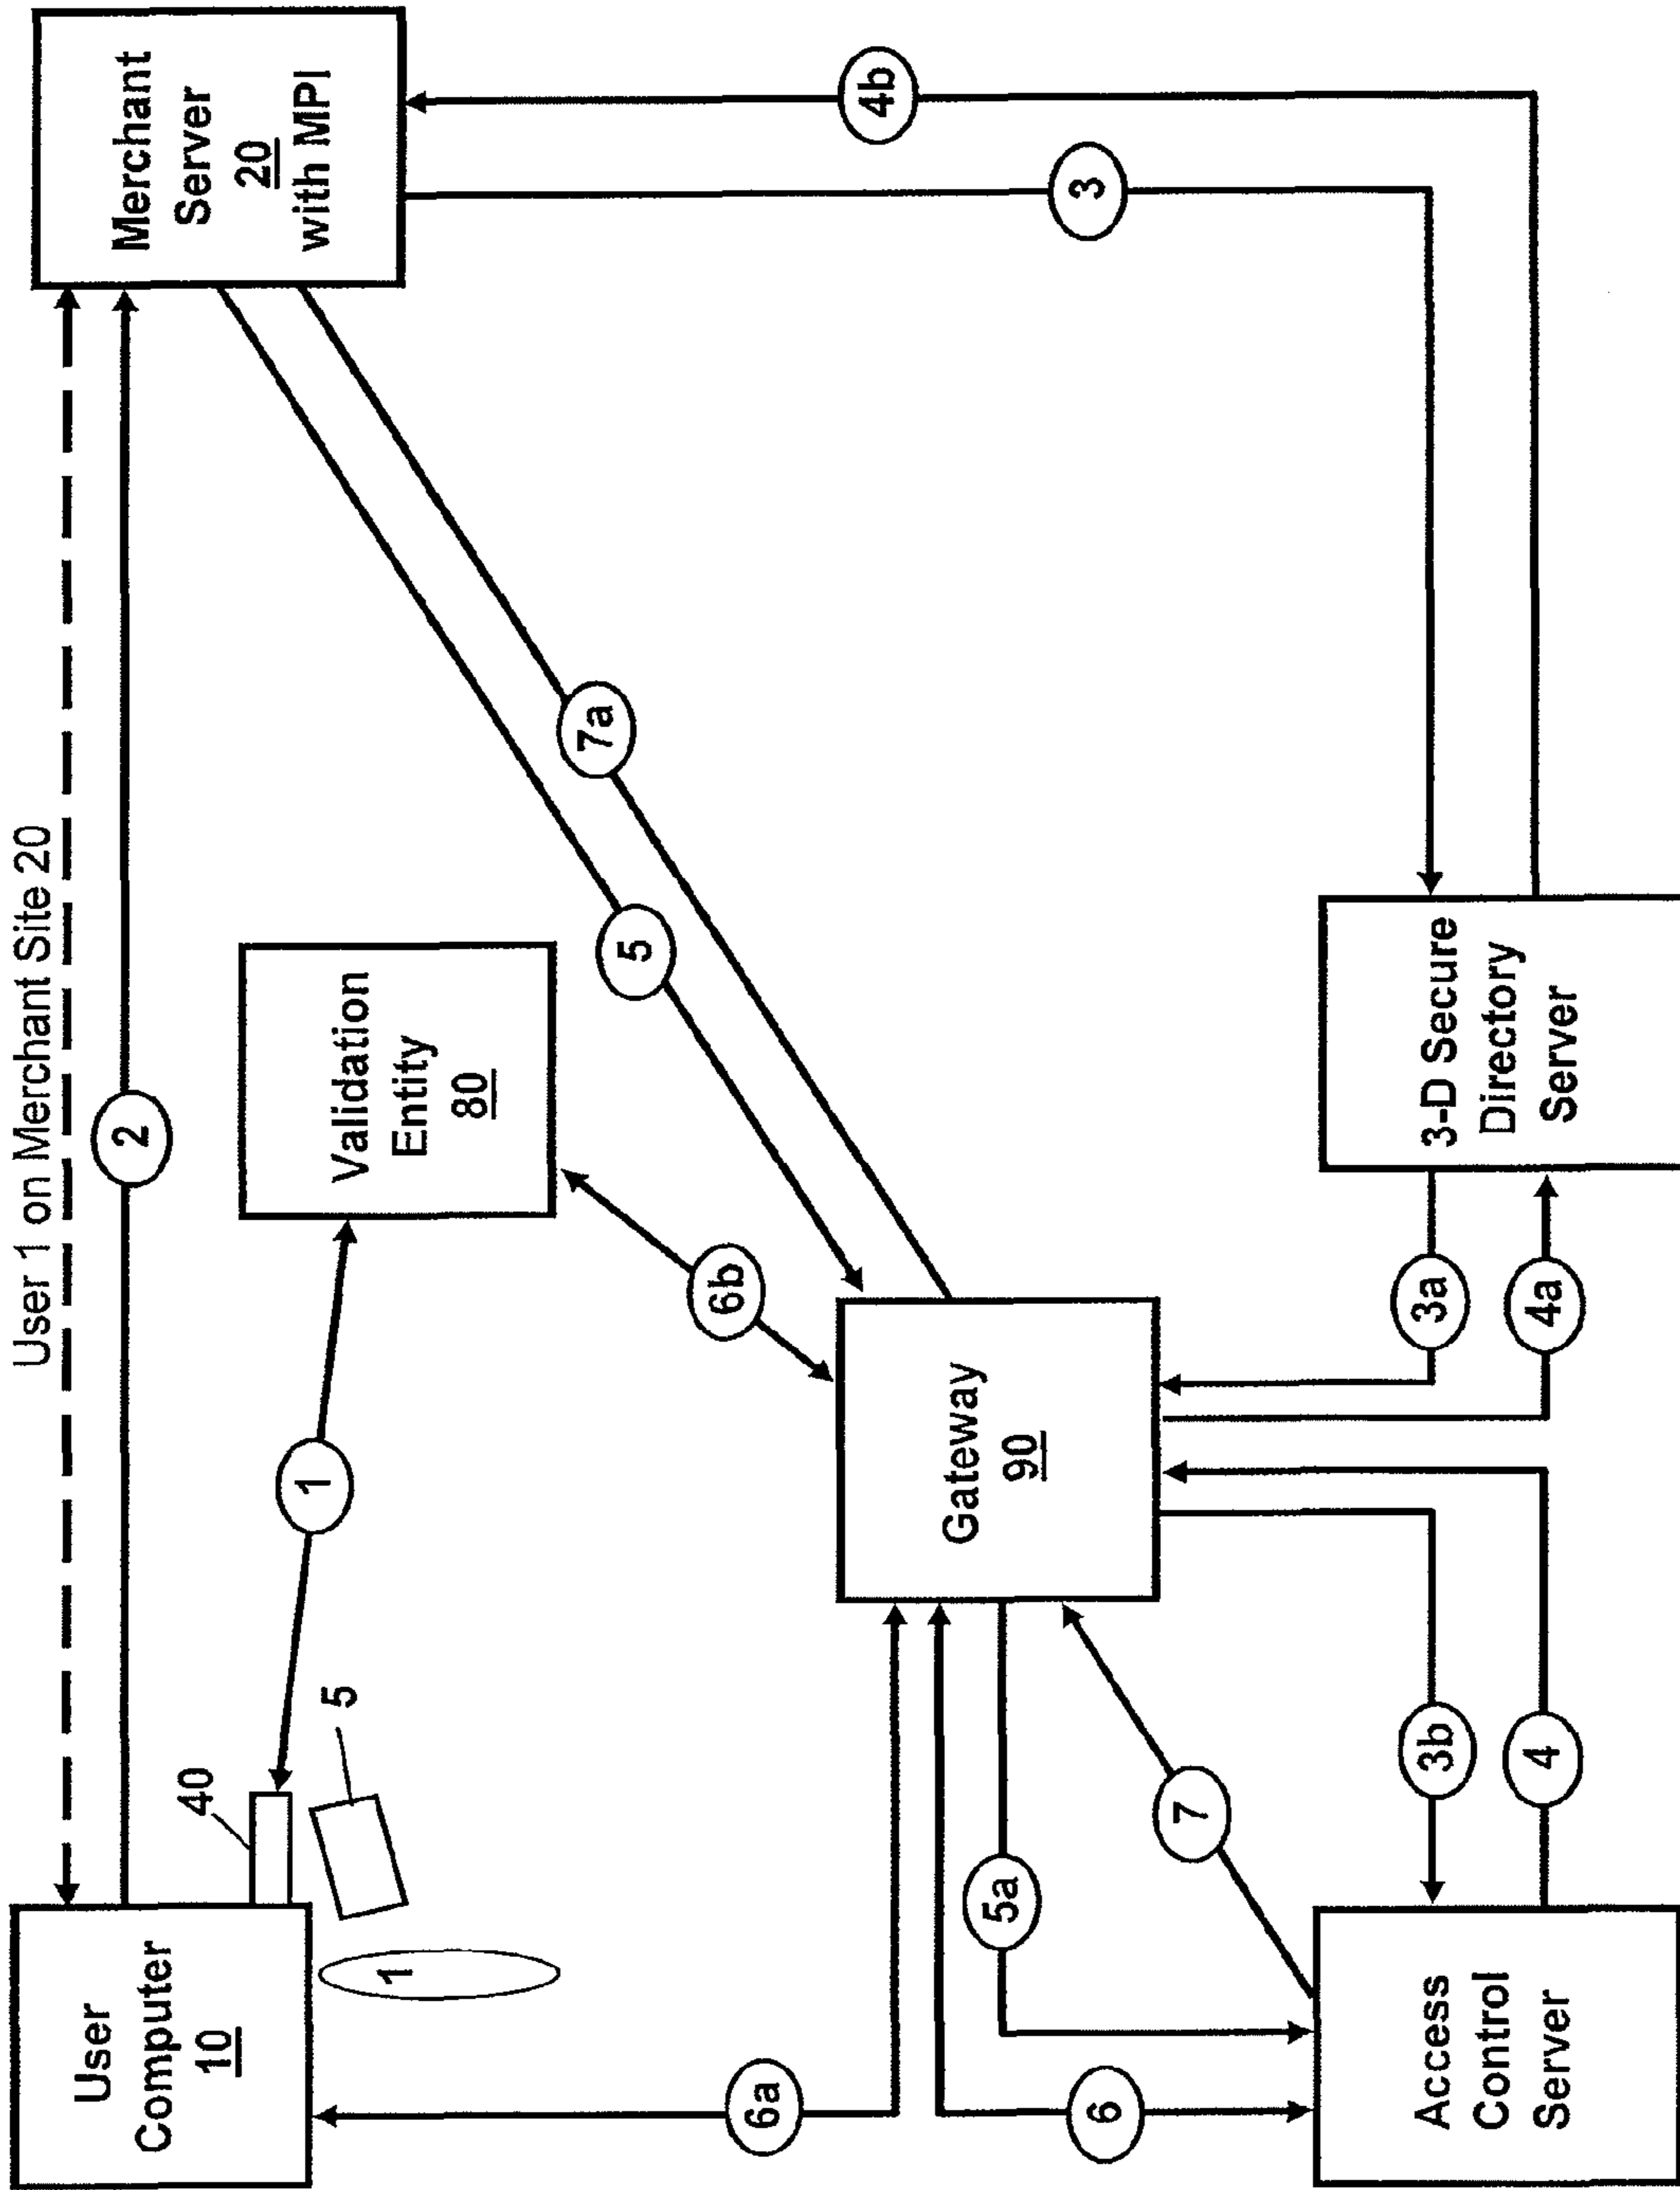 User 1 on Merchant Site 20
User
Computer
10
2
Merchant
Server
20
with MPI
40
5
1
1
Validation
Entity
80
6b
5
7a
4b
3
6a
Gateway
90
5a
6
7
3a
4a
3b
4
Access
Control
Server
3-D Secure
Directory
Server